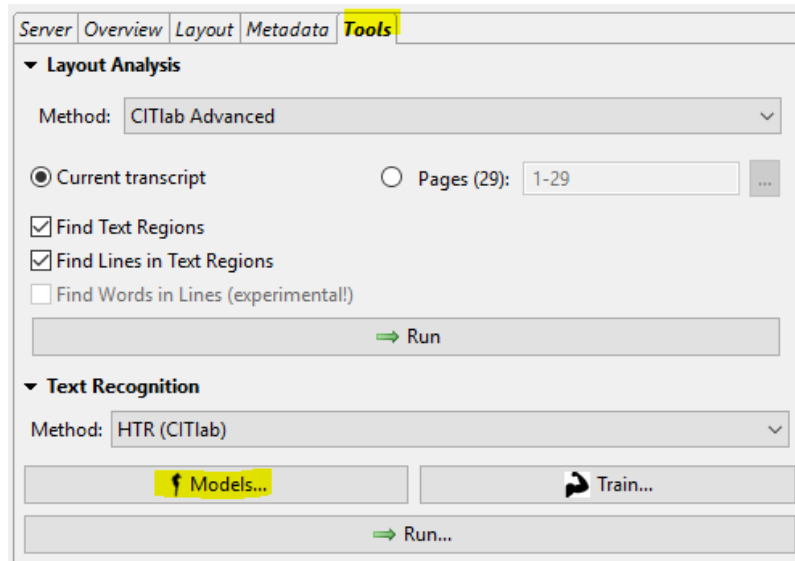 Server Overview Layout Metadata Tools
Layout Analysis
Method: CITlab Advanced
Current transcript Pages (29): 1-29 ...
Find Text Regions
Find Lines in Text Regions
Find Words in Lines (experimental!)
Run
Text Recognition
Method: HTR (CITlab)
Models... Train...
Run...